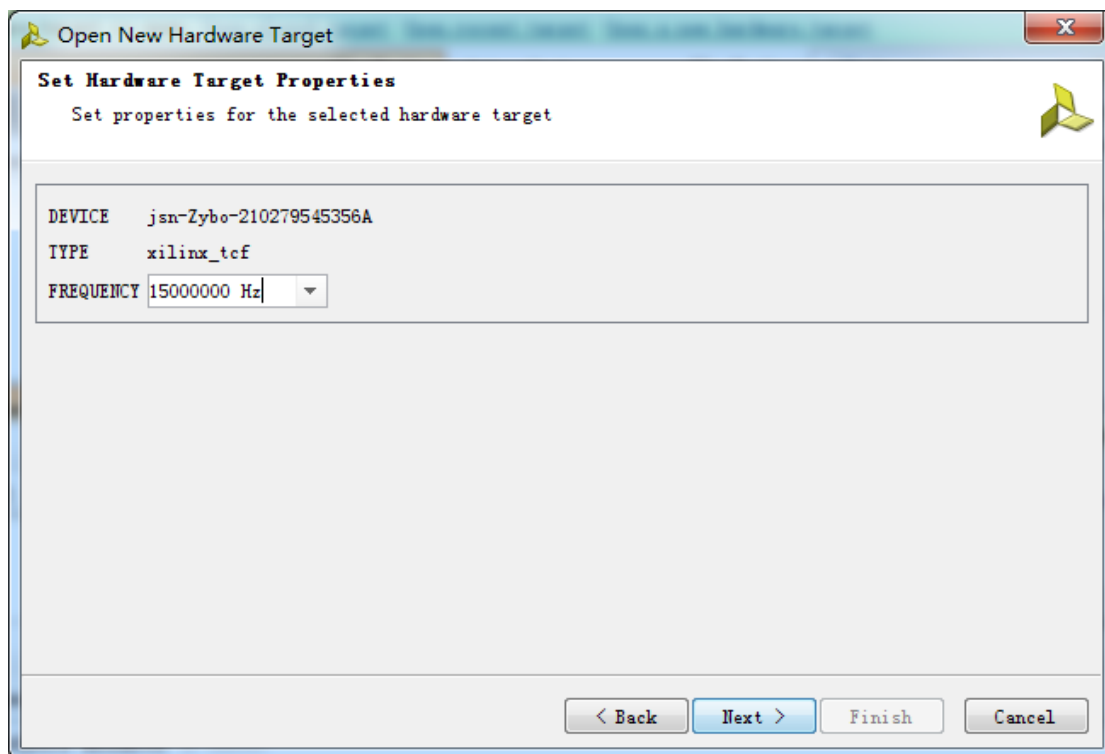 Open New Hardware Target
Set Hardware Target Properties
Set properties for the selected hardware target
DEVICE jsn-Zybo-210279545356A
TYPE xilinx_tcf
FREQUENCY 15000000 Hz
< Back Next > Finish Cancel